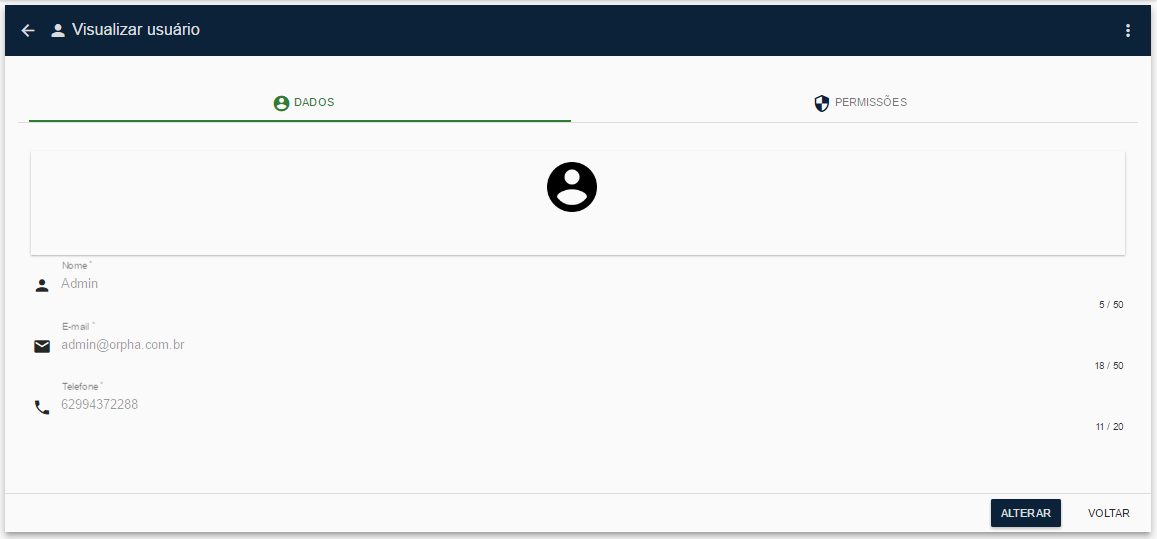 Visualizar usuário
DADOS
PERMISSÕES
Nome *
Admin
5 / 50
E-mail *
admin@orpha.com.br
18 / 50
Telefone *
62994372288
11 / 20
ALTERAR
VOLTAR